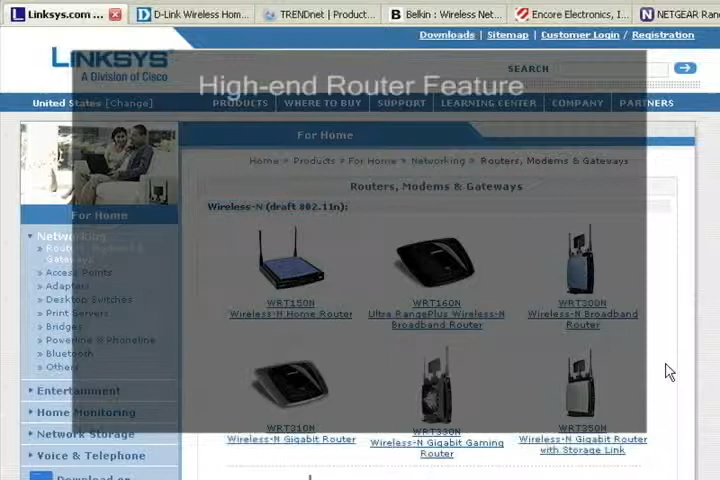 Linksys.com ...
D-Link Wireless Hom...
TRENDnet | Product...
Belkin : Wireless Net...
Encore Electronics, I...
NETGEAR Ran
Downloads | Sitemap | Customer Login / Registration
LINKSYS®
A Division of Cisco
SEARCH
High-end Router Feature
United States [Change]
PRODUCTS
WHERE TO BUY
SUPPORT
LEARNING CENTER
COMPANY
PARTNERS
For Home
Home » Products » For Home » Networking » Routers, Modems & Gateways
Routers, Modems & Gateways
Wireless-N (draft 802.11n):
For Home
Networking
» Routers, Modems &
Gateways
» Access Points
» Adapters
» Desktop Switches
» Print Servers
» Bridges
» Powerline & Phoneline
» Bluetooth
» Others
Entertainment
Home Monitoring
Network Storage
Voice & Telephone
Download or
WRT150N
Wireless-N Home Router
WRT160N
Ultra RangePlus Wireless-N
Broadband Router
WRT300N
Wireless-N Broadband
Router
WRT310N
Wireless-N Gigabit Router
WRT330N
Wireless-N Gigabit Gaming
Router
WRT350N
Wireless-N Gigabit Router
with Storage Link